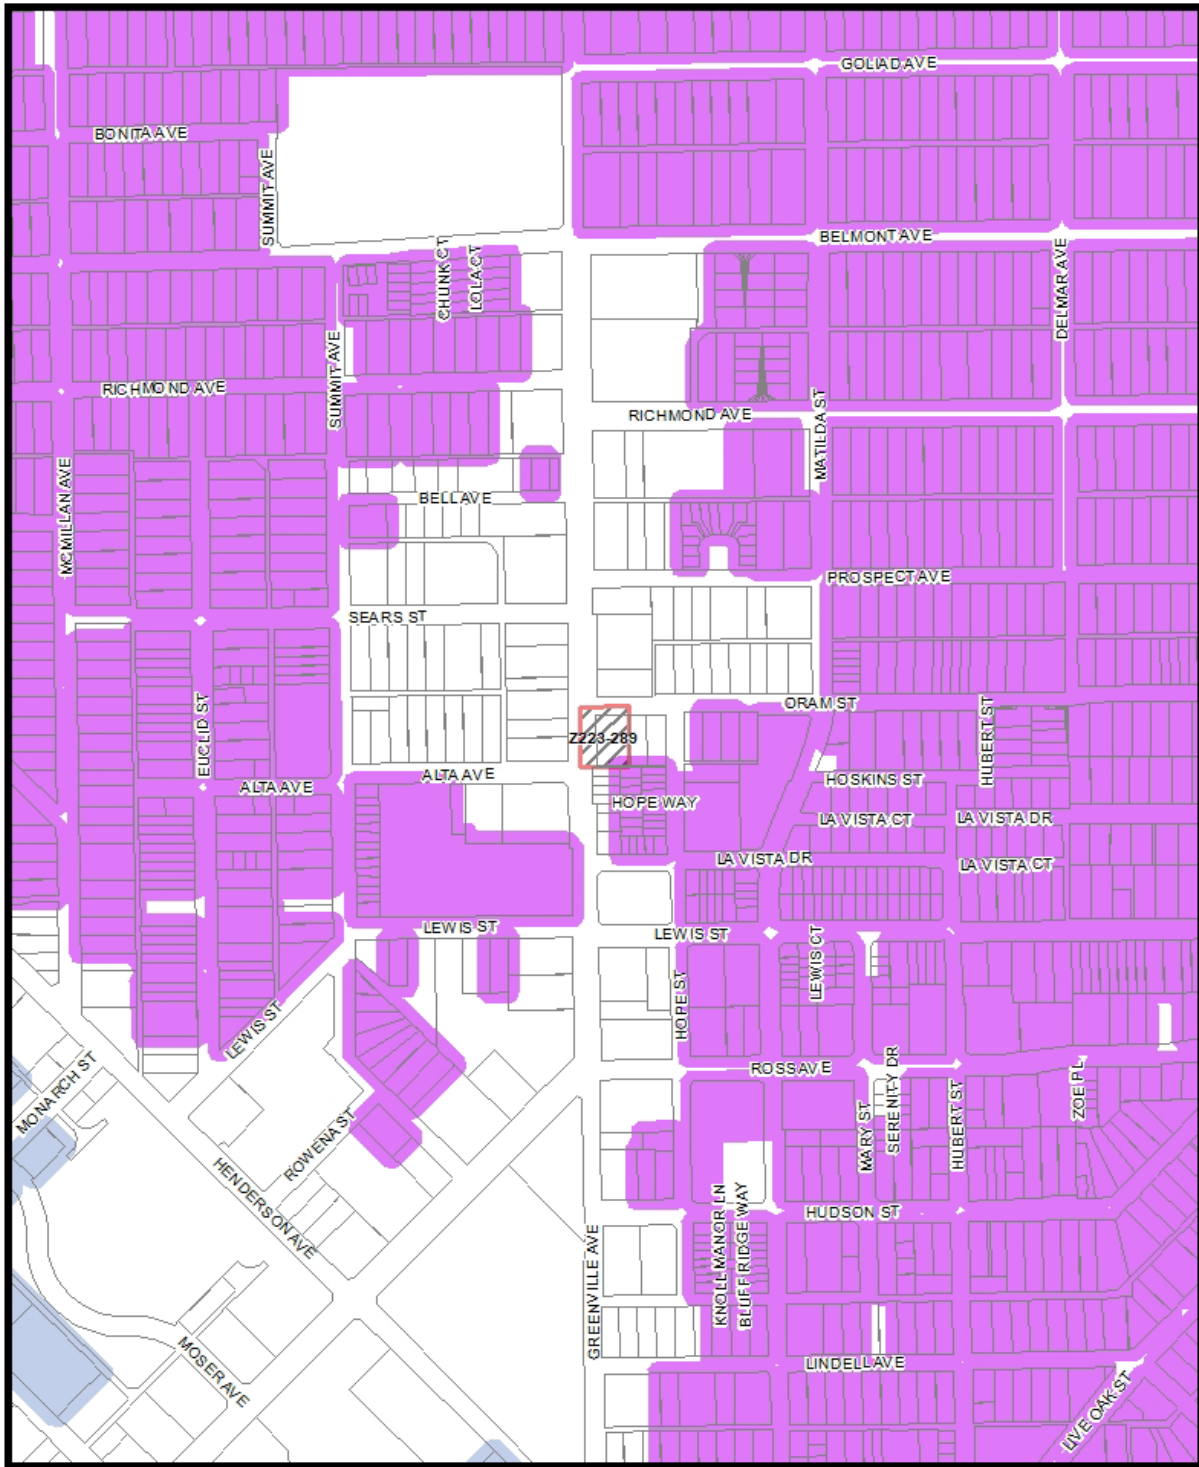 GOLIAD AVE
BONITA AVE
SUMMIT AVE
BELMONT AVE
CHUNK CT
LOLA CT
DELMAR AVE
SUMMIT AVE
RICHMOND AVE
RICHMOND AVE
MATILDA ST
MCMILLAN AVE
BELL AVE
PROSPECT AVE
SEARS ST
EUCLID ST
ORAM ST
HUBERT ST
Z223-289
ALTA AVE
ALTA AVE
HOSKINS ST
HOPE WAY
LA VISTA CT
LA VISTA DR
LA VISTA DR
LA VISTA CT
LEWIS ST
LEWIS ST
LEWIS CT
HOPE ST
LEWIS ST
ROSS AVE
MONARCH ST
ROWENA ST
MARY ST
SERENITY DR
HUBERT ST
ZOE PL
HENDERSON AVE
KNOLL MANOR LN
BLUFF RIDGE WAY
HUDSON ST
GREENVILLE AVE
MOSER AVE
LINDELL AVE
LIVE OAK ST